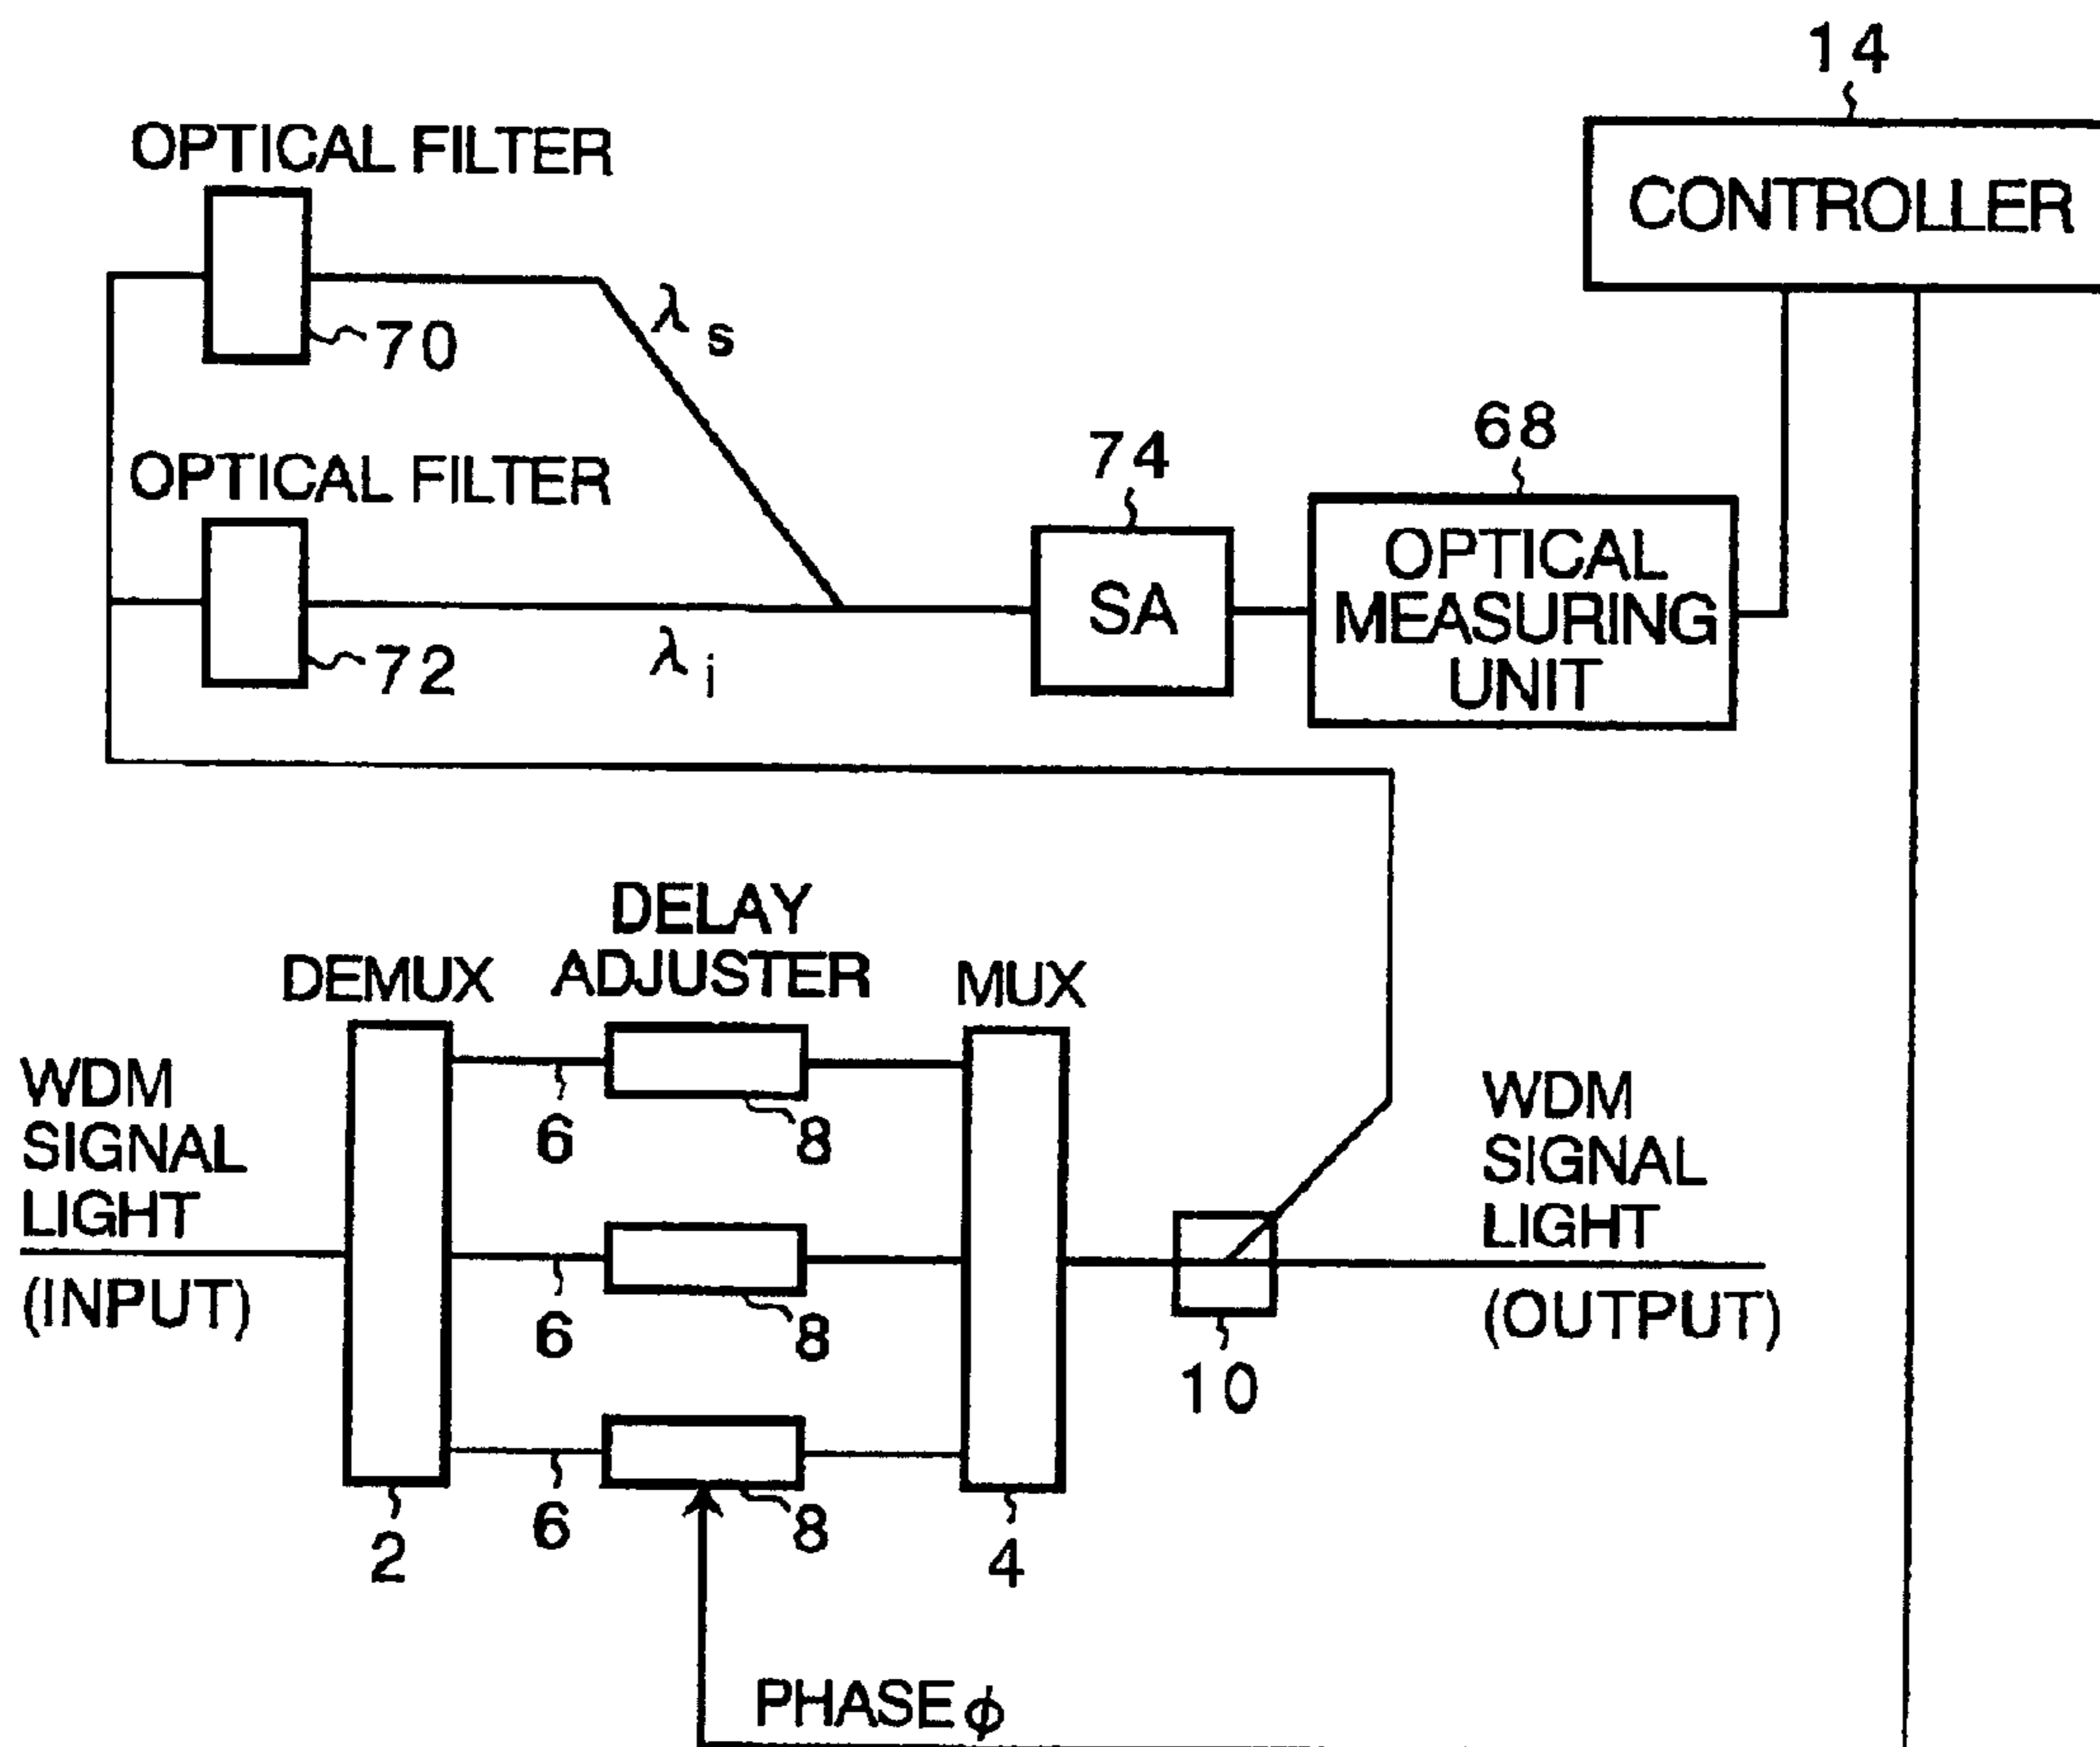 14
OPTICAL FILTER
CONTROLLER
λs
70
68
74
OPTICAL FILTER
OPTICAL
MEASURING
UNIT
SA
72
λi
DELAY
ADJUSTER
DEMUX
MUX
WDM
SIGNAL
LIGHT
(INPUT)
6
8
6
8
6
8
WDM
SIGNAL
LIGHT
(OUTPUT)
10
2
4
PHASE ϕ